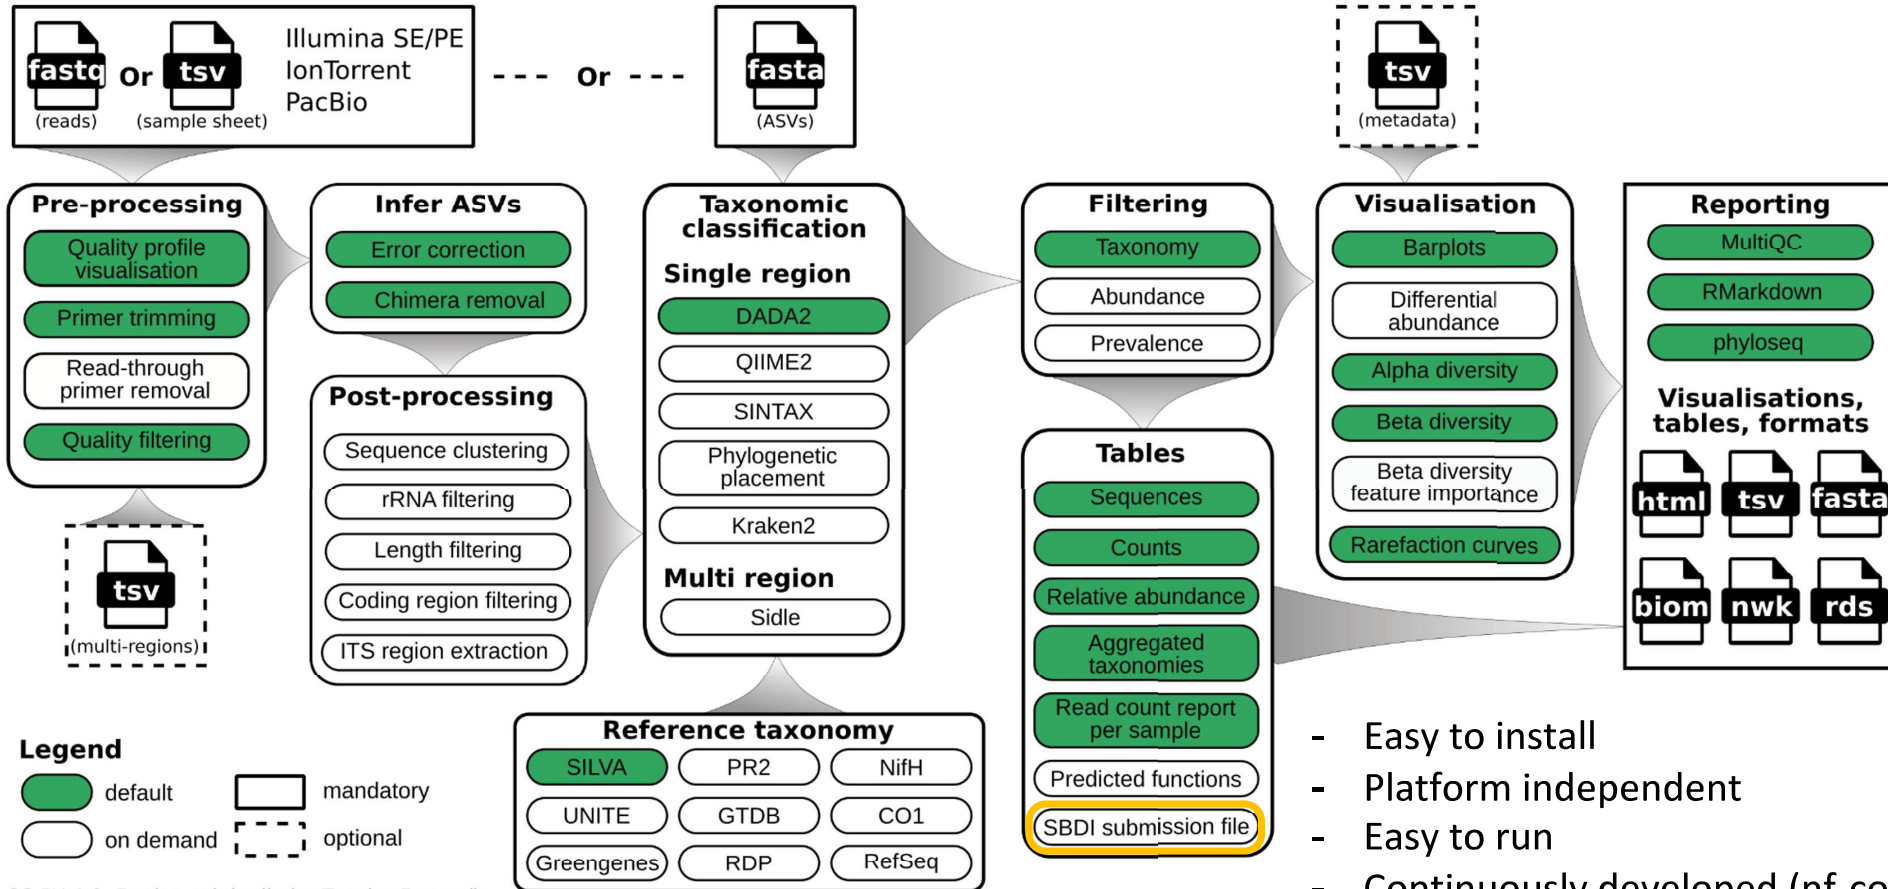 fastq
(reads)
Or
tsv
(sample sheet)
Illumina SE/PE
IonTorrent
PacBio
Or
fasta
(ASVs)
tsv
(metadata)
Pre-processing
Quality profile
visualisation
Primer trimming
Read-through
primer removal
Quality filtering
tsv
(multi-regions)
Infer ASVs
Error correction
Chimera removal
Post-processing
Sequence clustering
rRNA filtering
Length filtering
Coding region filtering
ITS region extraction
Taxonomic
classification
Single region
DADA2
QIIME2
SINTAX
Phylogenetic
placement
Kraken2
Multi region
Sidle
Reference taxonomy
SILVA
PR2
NifH
UNITE
GTDB
CO1
Greengenes
RDP
RefSeq
Filtering
Taxonomy
Abundance
Prevalence
Tables
Sequences
Counts
Relative abundance
Aggregated
taxonomies
Read count report
per sample
Predicted functions
SBDI submission file
Visualisation
Barplots
Differential
abundance
Alpha diversity
Beta diversity
Beta diversity
feature importance
Rarefaction curves
Reporting
MultiQC
RMarkdown
phyloseq
Visualisations,
tables, formats
html
tsv
fasta
biom
nwk
rds
Legend
default
mandatory
on demand
optional
- Easy to install
- Platform independent
- Easy to run
- Continuously developed (nf-co